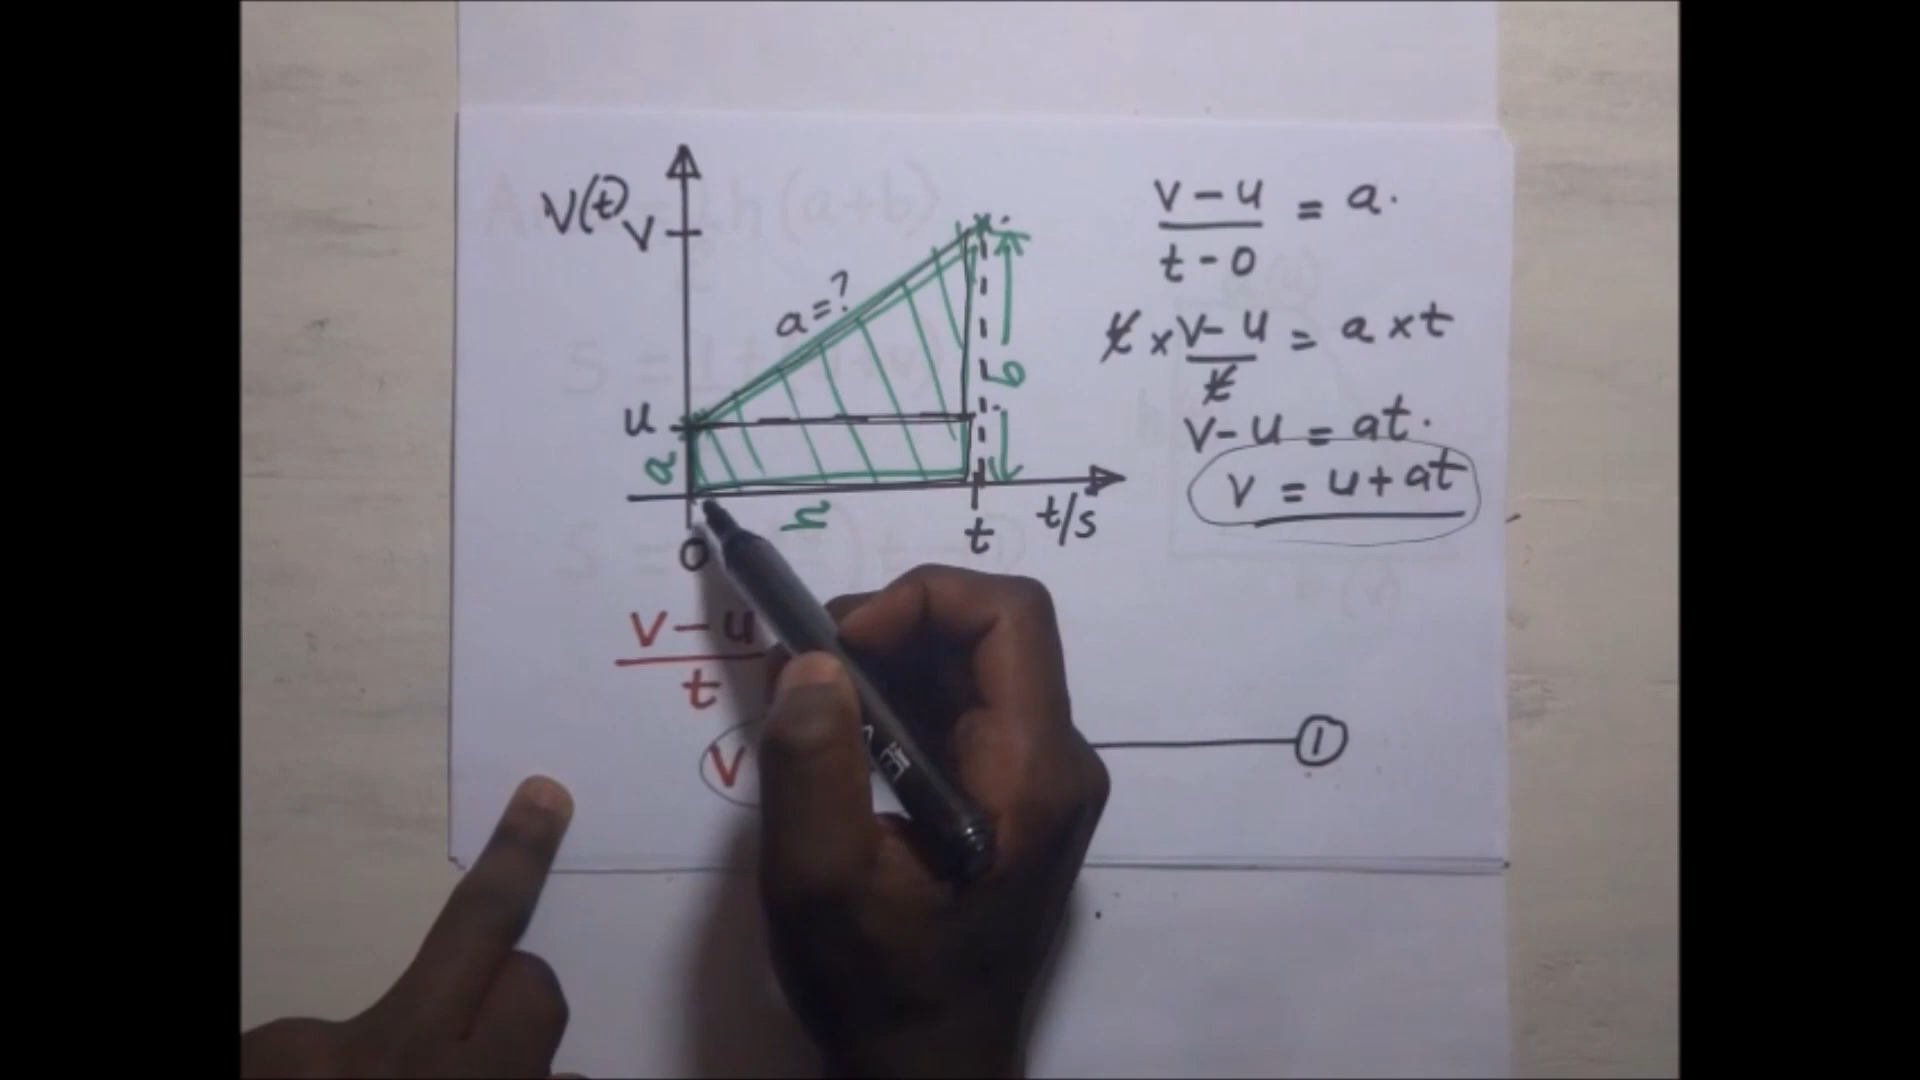 V(t)
V
a=?
u
a
b
h
0
t
t/s
v-u/t-0 = a.
t × v-u/t = a × t
v-u = at.
v = u + at
v-u/t
v
1
A h(a+b)
S =
S =